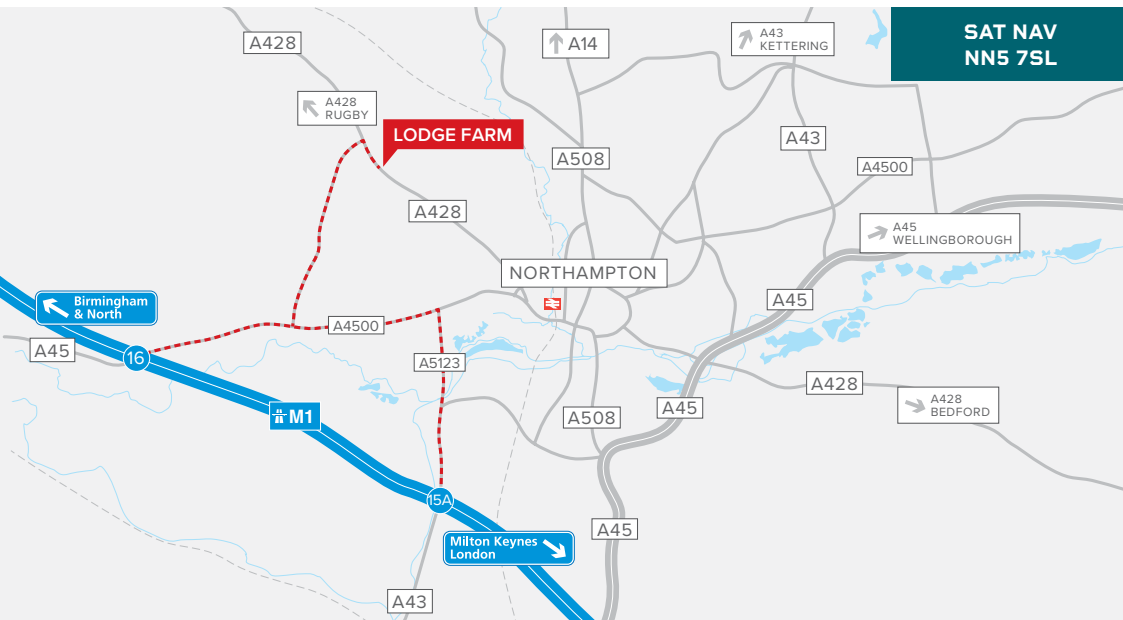 A428
A14
A43
KETTERING
SAT NAV
NN5 7SL
A428
RUGBY
LODGE FARM
A508
A43
A4500
A428
A45
WELLINGBOROUGH
NORTHAMPTON
Birmingham
& North
A45
A4500
A45
16
A5123
A428
A428
BEDFORD
M1
A508
A45
15A
A45
Milton Keynes
London
A43